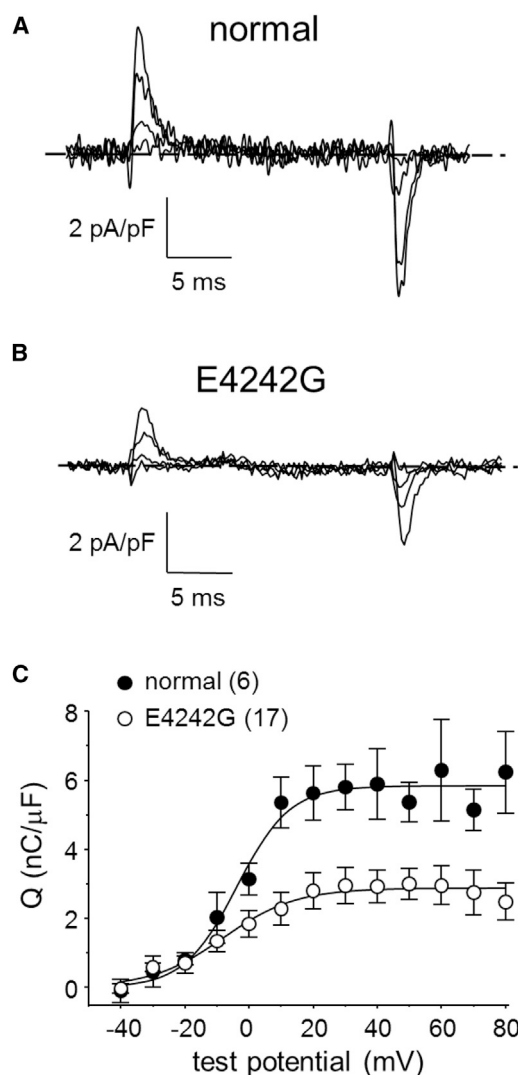 A
normal
2 pA/pF
5 ms
B
E4242G
2 pA/pF
5 ms
C
normal (6)
E4242G (17)
8
6
4
2
0
Q (nC/μF)
-40 -20 0 20 40 60 80
test potential (mV)